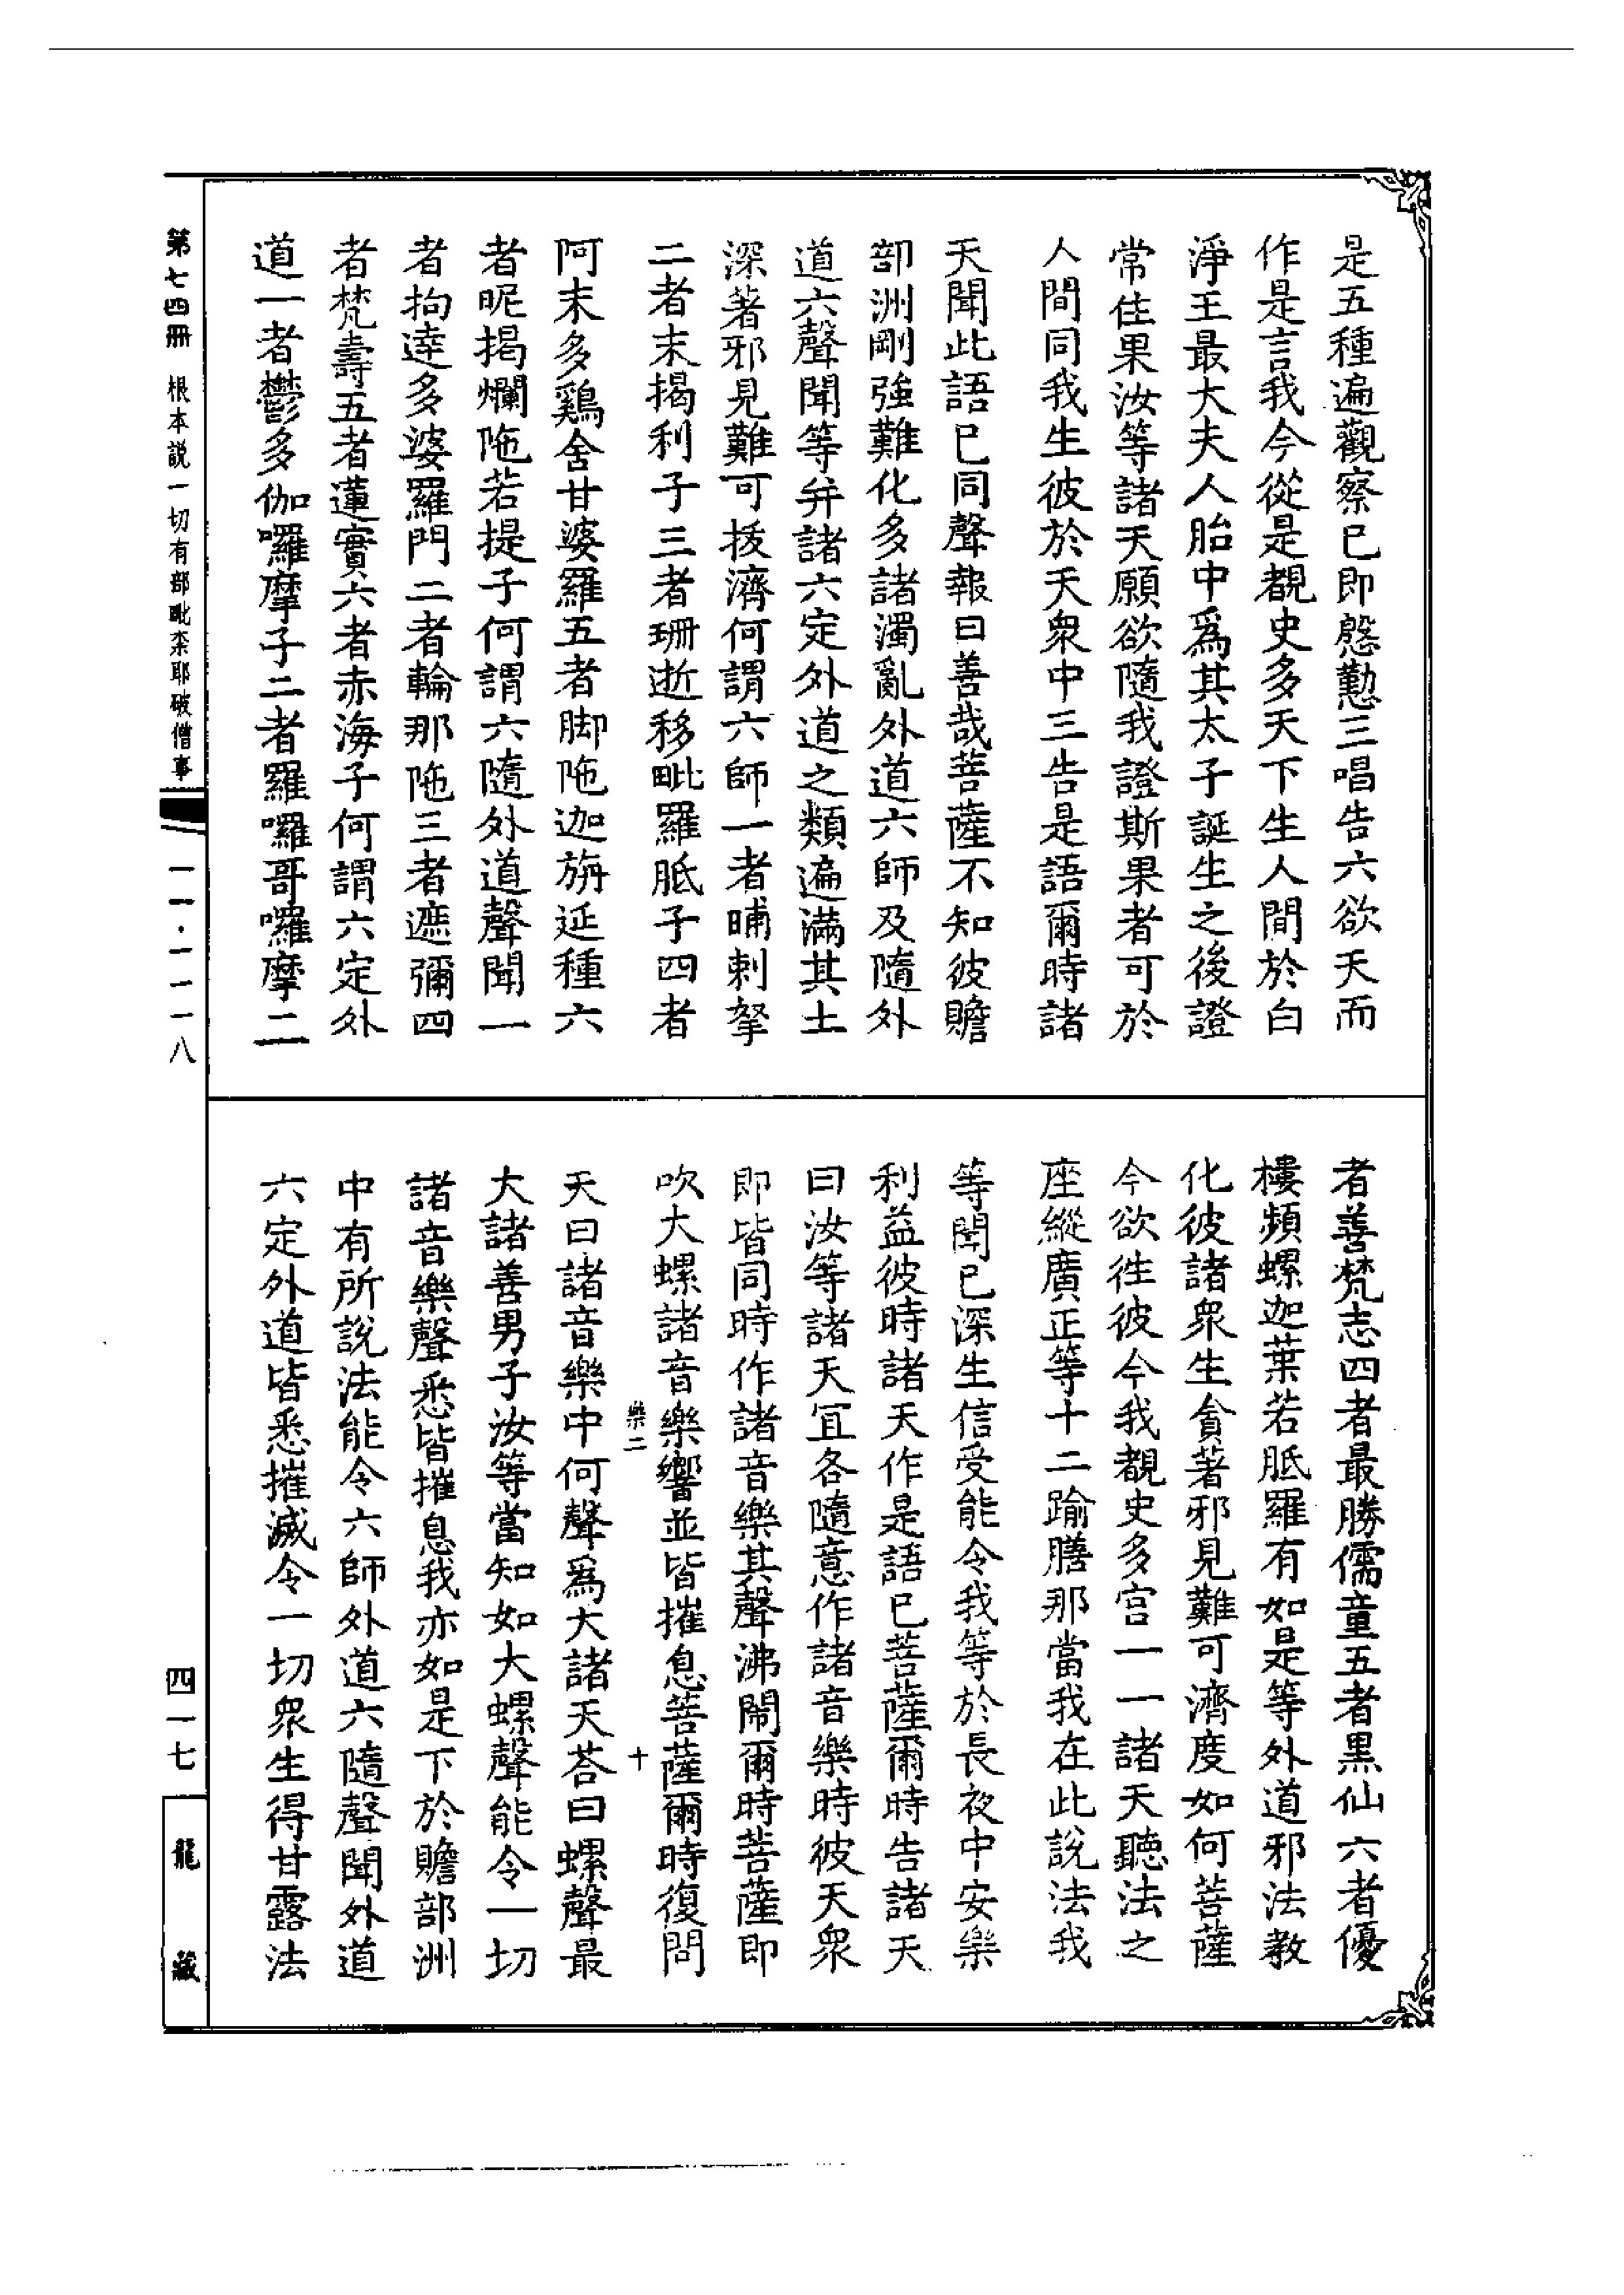 是五種遍觀察已即慇懃三唱告六欲天而
作是言我今從是覩史多天下生人間於白
淨王最大夫人胎中爲其太子誕生之後證
常住果汝等諸天願欲隨我證斯果者可於
人間同我生彼於天衆中三告是語爾時諸
天聞此語已同聲報曰善哉菩薩不知彼贍
部洲剛強難化多諸濁亂外道六師及隨外
道六聲聞等并諸六定外道之類遍滿其土
深著邪見難可拔濟何謂六師一者晡剌拏
二者末揭利子三者珊逝移毗羅胝子四者
阿末多鷄舍甘婆羅五者脚陁迦旃延種六
者昵揭爛陁若提子何謂六隨外道聲聞一
者拘達多婆羅門二者輪那陁三者遮彌四
者梵壽五者蓮實六者赤海子何謂六定外
道一者鬱多伽囉摩子二者羅囉哥囉摩二
者善梵志四者最勝儒童五者黑仙六者優
樓頻螺迦葉若胝羅有如是等外道邪法教
化彼諸衆生貪著邪見難可濟度如何菩薩
今欲徃彼今我覩史多宫一一諸天聽法之
座縱廣正等十二踰膳那當我在此說法我
等聞已深生信受能令我等於長夜中安樂
利益彼時諸天作是語已菩薩爾時告諸天
曰汝等諸天宜各隨意作諸音樂時彼天衆
即皆同時作諸音樂其聲沸鬧爾時菩薩即
吹大螺諸音樂響並皆摧息菩薩爾時復問
樂二 十
天曰諸音樂中何聲爲大諸天荅曰螺聲最
大諸善男子汝等當知如大螺聲能令一切
諸音樂聲悉皆摧息我亦如是下於贍部洲
中有所說法能令六師外道六隨聲聞外道
六定外道皆悉摧滅令一切衆生得甘露法
第七四冊 根本説一切有部毗柰耶破僧事
一一·一一一八
四一七
龍藏